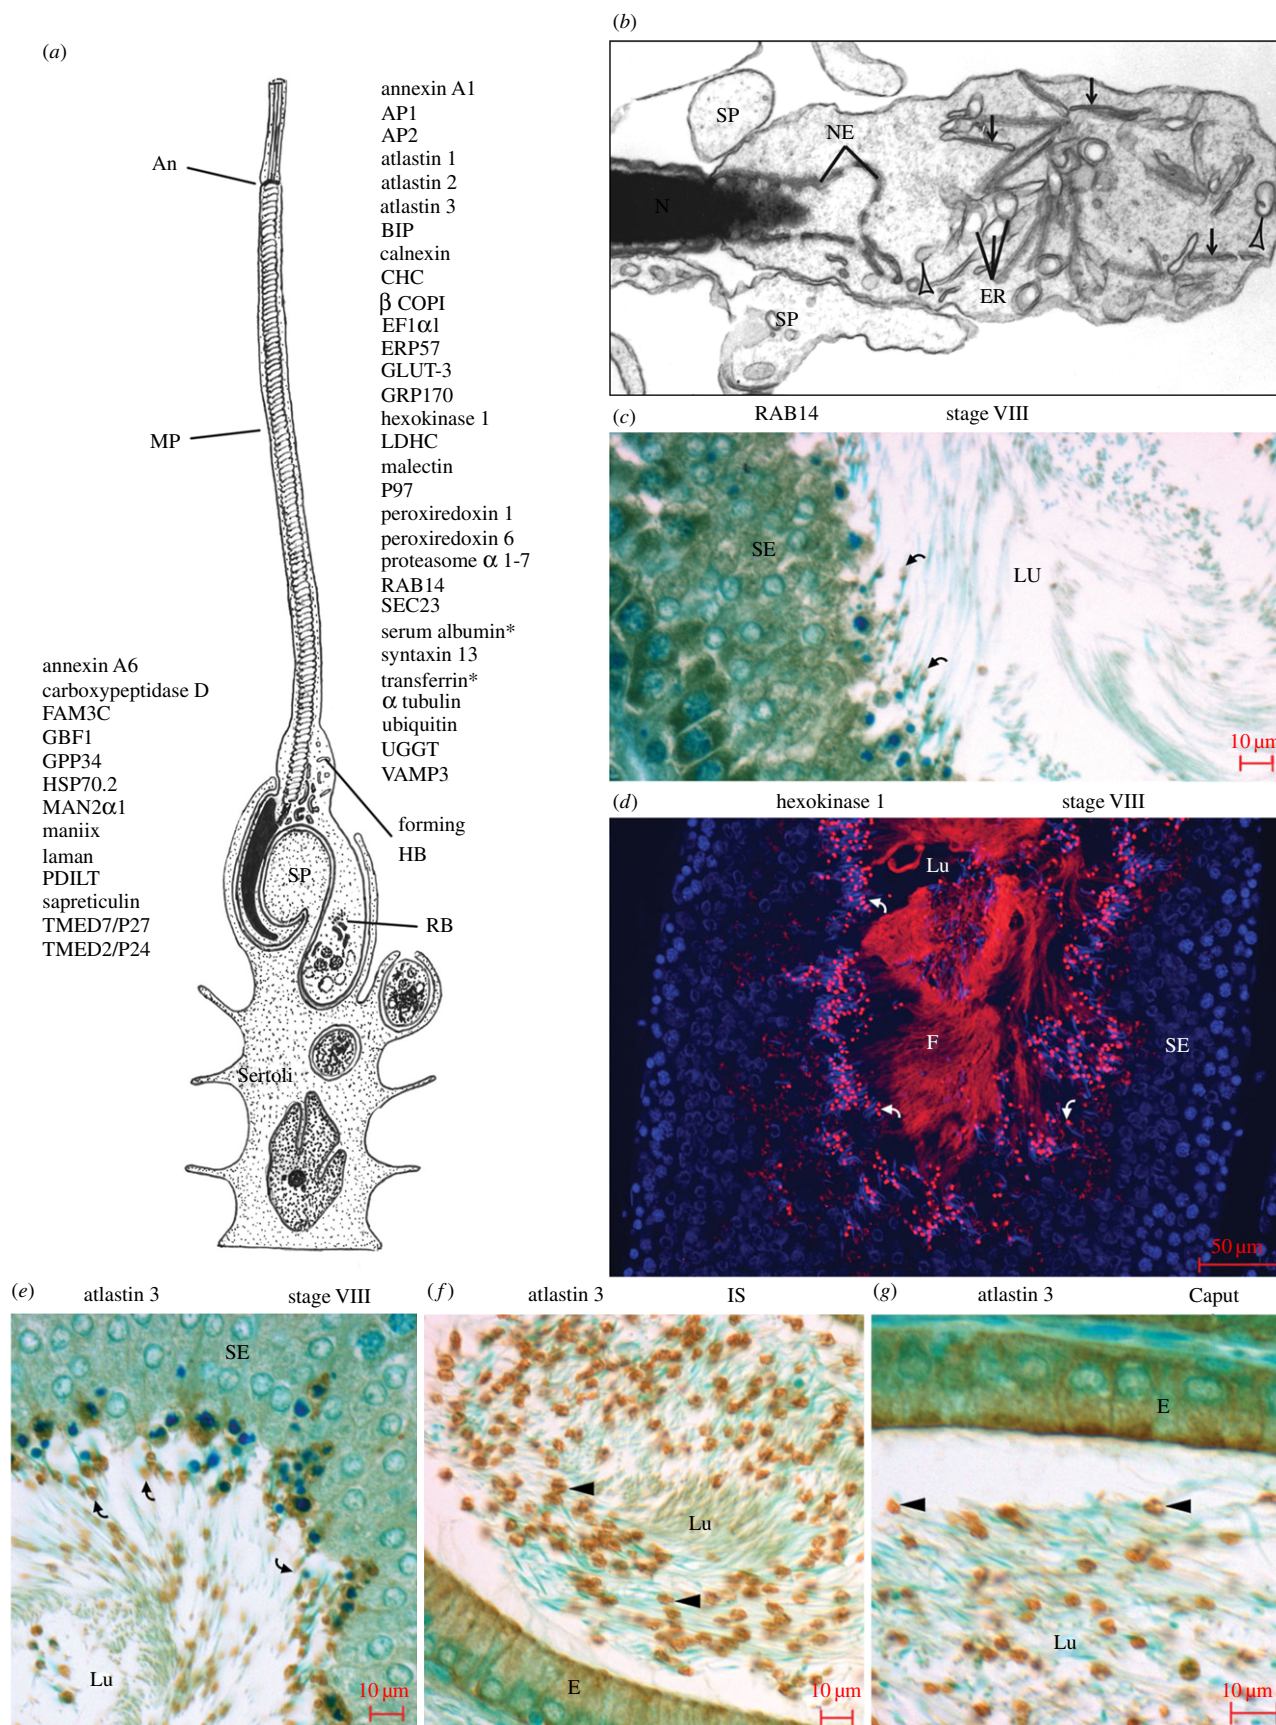 (a)
An
MP
annexin A1
AP1
AP2
atlastin 1
atlastin 2
atlastin 3
BIP
calnexin
CHC
β COPI
EF1α1
ERP57
GLUT-3
GRP170
hexokinase 1
LDHC
malectin
P97
peroxiredoxin 1
peroxiredoxin 6
proteasome α 1-7
RAB14
SEC23
serum albumin*
syntaxin 13
transferrin*
α tubulin
ubiquitin
UGGT
VAMP3
annexin A6
carboxypeptidase D
FAM3C
GBF1
GPP34
HSP70.2
MAN2α1
maniix
laman
PDILT
sapreticulin
TMED7/P27
TMED2/P24
forming
HB
SP
RB
Sertoli
(b)
SP
NE
N
ER
SP
(c) RAB14 stage VIII
SE
LU
10 μm
(d) hexokinase 1 stage VIII
Lu
F
SE
50 μm
(e) atlastin 3 stage VIII
SE
Lu
10 μm
(f) atlastin 3 IS
Lu
E
10 μm
(g) atlastin 3 Caput
E
Lu
10 μm